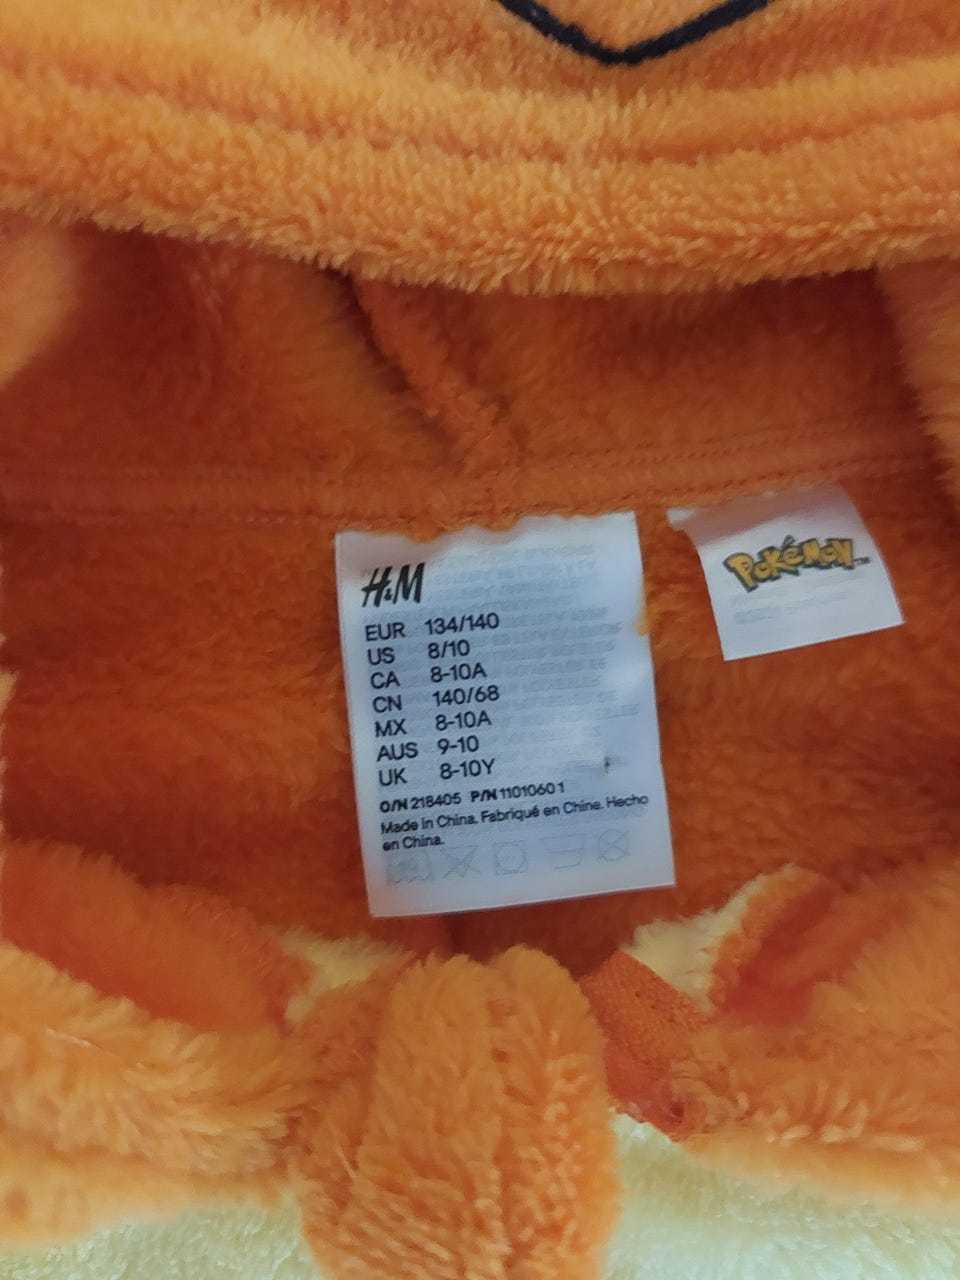 H&M
EUR 134/140
US 8/10
CA 8-10A
CN 140/68
MX 8-10A
AUS 9-10
UK 8-10Y
O/N 218405 P/N 11010601
Made in China. Fabriqué en Chine. Hecho
en China.
Pokémon™